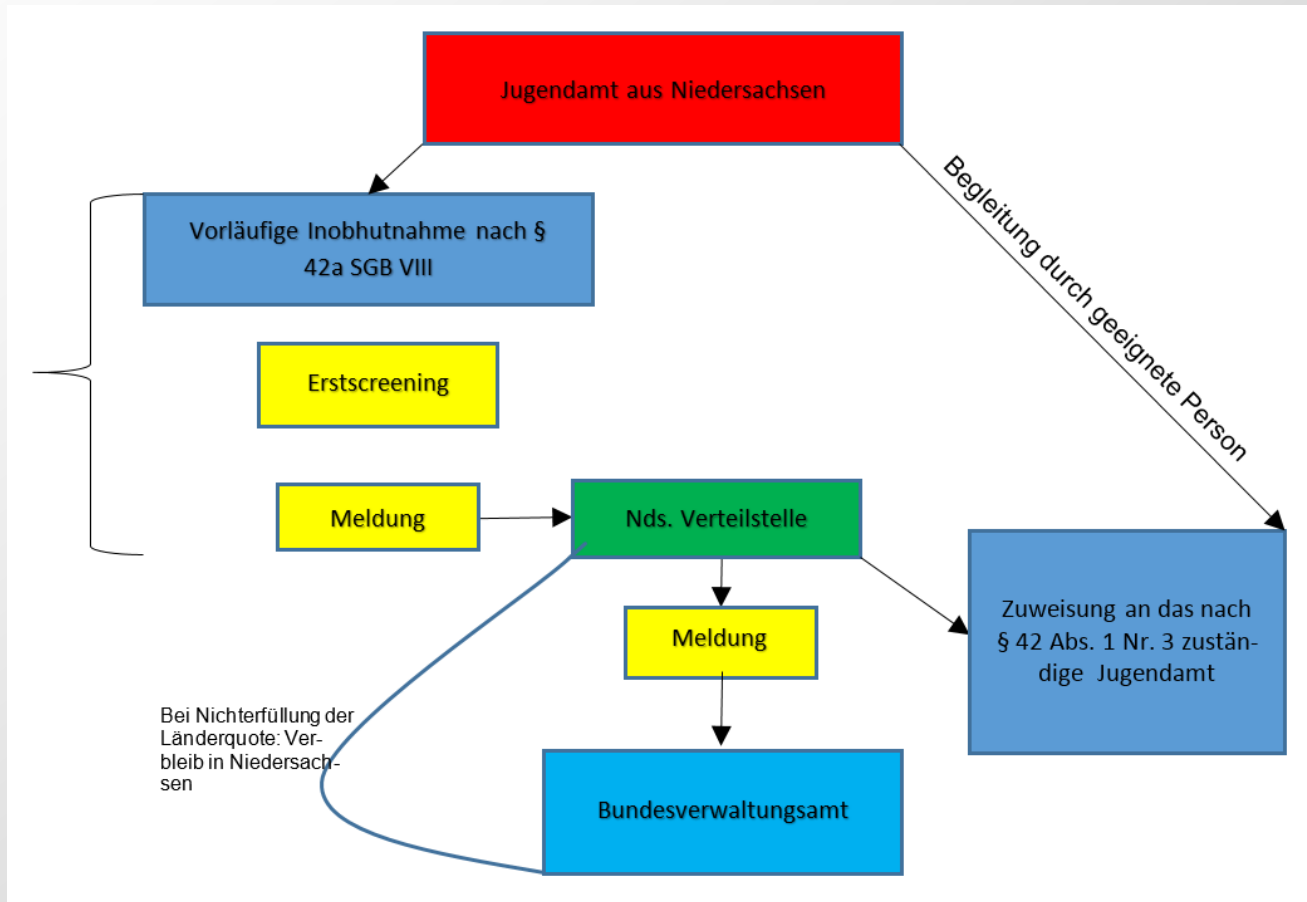 Jugendamt aus Niedersachsen
Vorläufige Inobhutnahme nach §
42a SGB VIII
Begleitung durch geeignete Person
Erstscreening
Meldung
Nds. Verteilstelle
Meldung
Zuweisung an das nach
§ 42 Abs. 1 Nr. 3 zustän-
dige Jugendamt
Bei Nichterfüllung der
Länderquote: Ver-
bleib in Niedersach-
sen
Bundesverwaltungsamt